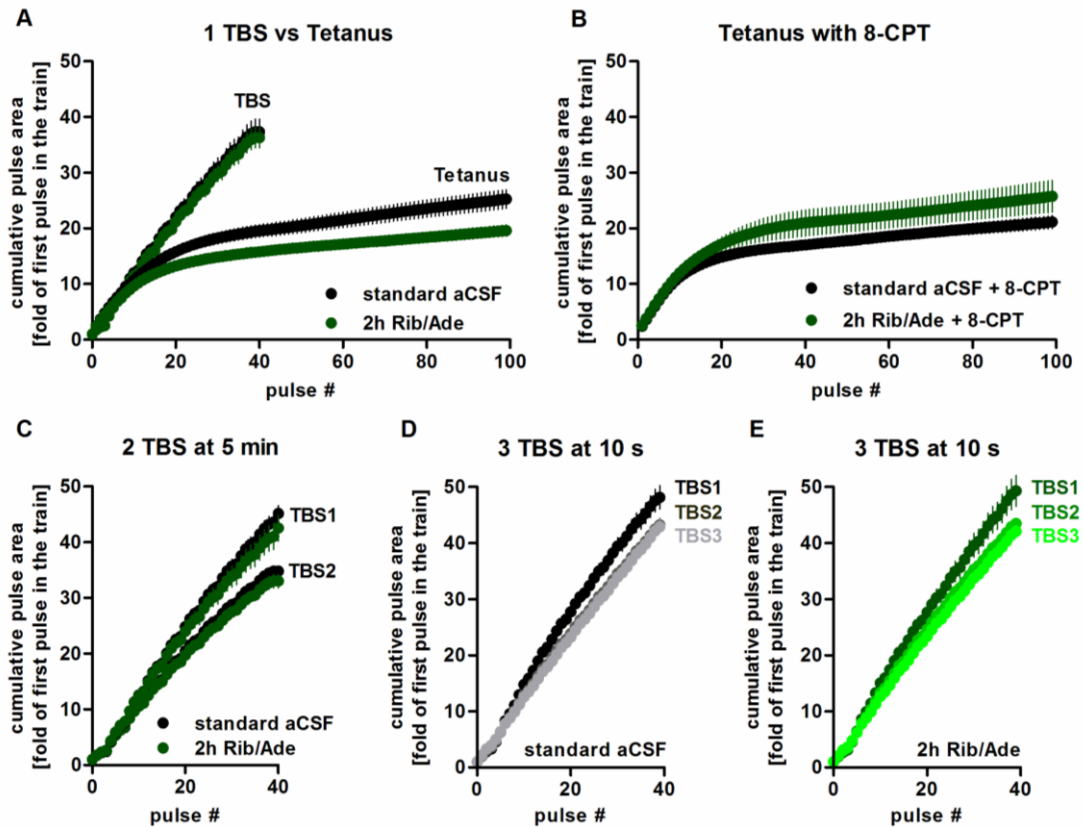 A
1 TBS vs Tetanus
cumulative pulse area
[fold of first pulse in the train]
50
40
30
20
10
0
TBS
Tetanus
standard aCSF
2h Rib/Ade
0 20 40 60 80 100
pulse #
B
Tetanus with 8-CPT
cumulative pulse area
[fold of first pulse in the train]
50
40
30
20
10
0
standard aCSF + 8-CPT
2h Rib/Ade + 8-CPT
0 20 40 60 80 100
pulse #
C
2 TBS at 5 min
cumulative pulse area
[fold of first pulse in the train]
50
40
30
20
10
0
TBS1
TBS2
standard aCSF
2h Rib/Ade
0 20 40
pulse #
D
3 TBS at 10 s
cumulative pulse area
[fold of first pulse in the train]
50
40
30
20
10
0
TBS1
TBS2
TBS3
standard aCSF
0 20 40
pulse #
E
3 TBS at 10 s
cumulative pulse area
[fold of first pulse in the train]
50
40
30
20
10
0
TBS1
TBS2
TBS3
2h Rib/Ade
0 20 40
pulse #